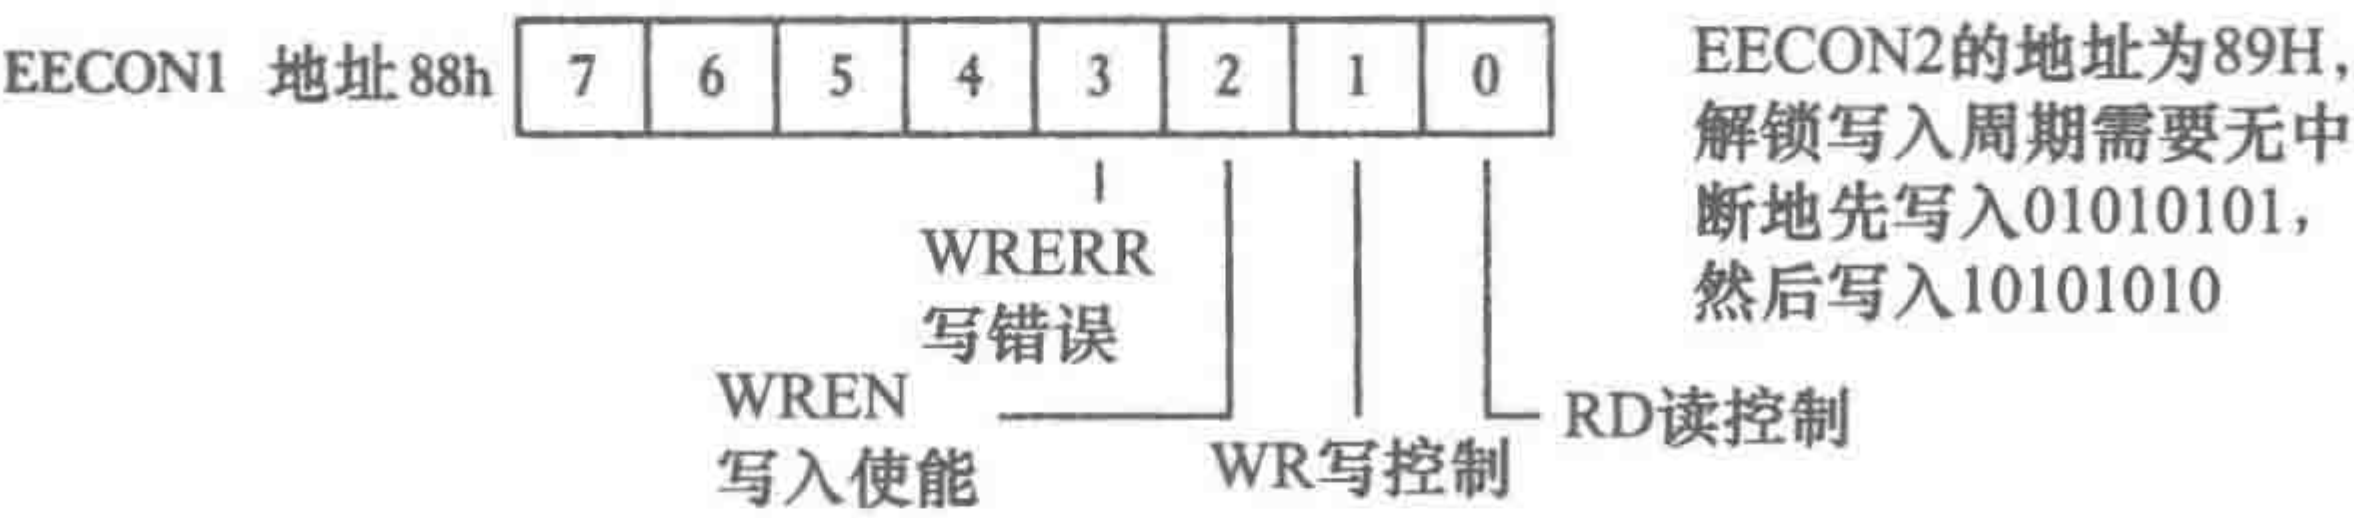 EECON1 地址88h 7 6 5 4 3 2 1 0
EECON2的地址为89H,
解锁写入周期需要无中
断地先写入01010101,
然后写入10101010
WRERR
写错误
WREN
写入使能
WR写控制
RD读控制